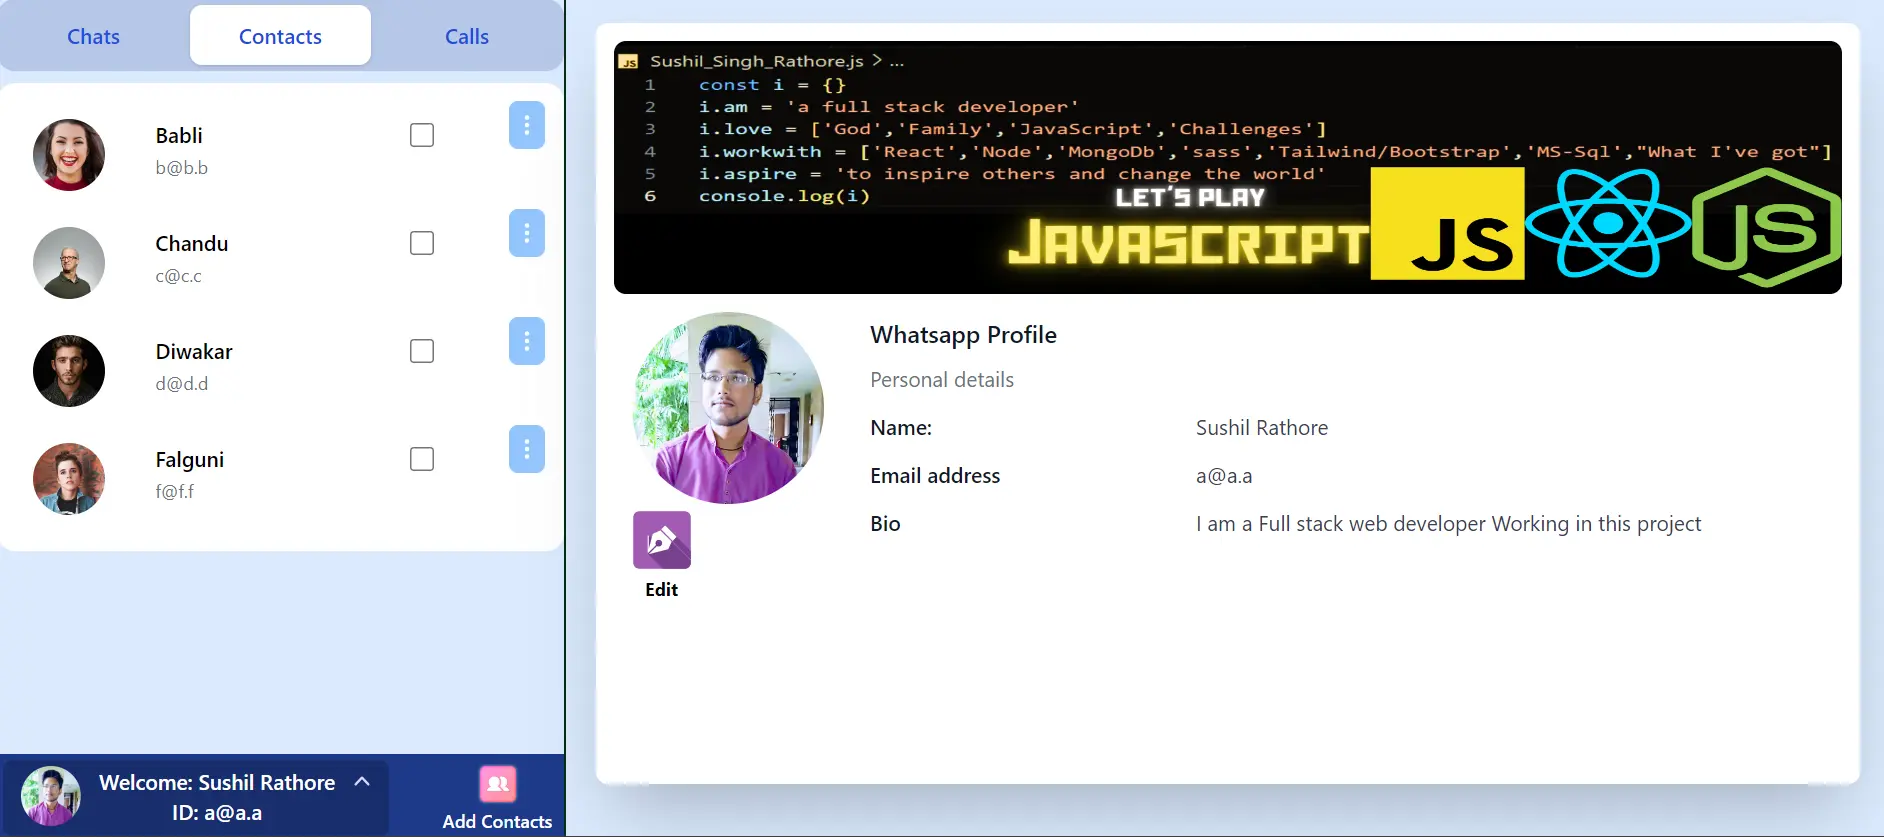 Chats Contacts Calls
Babli
b@b.b
Chandu
c@c.c
Diwakar
d@d.d
Falguni
f@f.f
Welcome: Sushil Rathore
ID: a@a.a
Add Contacts
JS Sushil_Singh_Rathore.js > ...
1 const i = {}
2 i.am = 'a full stack developer'
3 i.love = ['God','Family','JavaScript','Challenges']
4 i.workwith = ['React','Node','MongoDb','sass','Tailwind/Bootstrap','MS-Sql',"What I've got"]
5 i.aspire = 'to inspire others and change the world'
6 console.log(i)
LET'S PLAY
JAVASCRIPT
JS
JS
Whatsapp Profile
Personal details
Name: Sushil Rathore
Email address a@a.a
Bio I am a Full stack web developer Working in this project
Edit